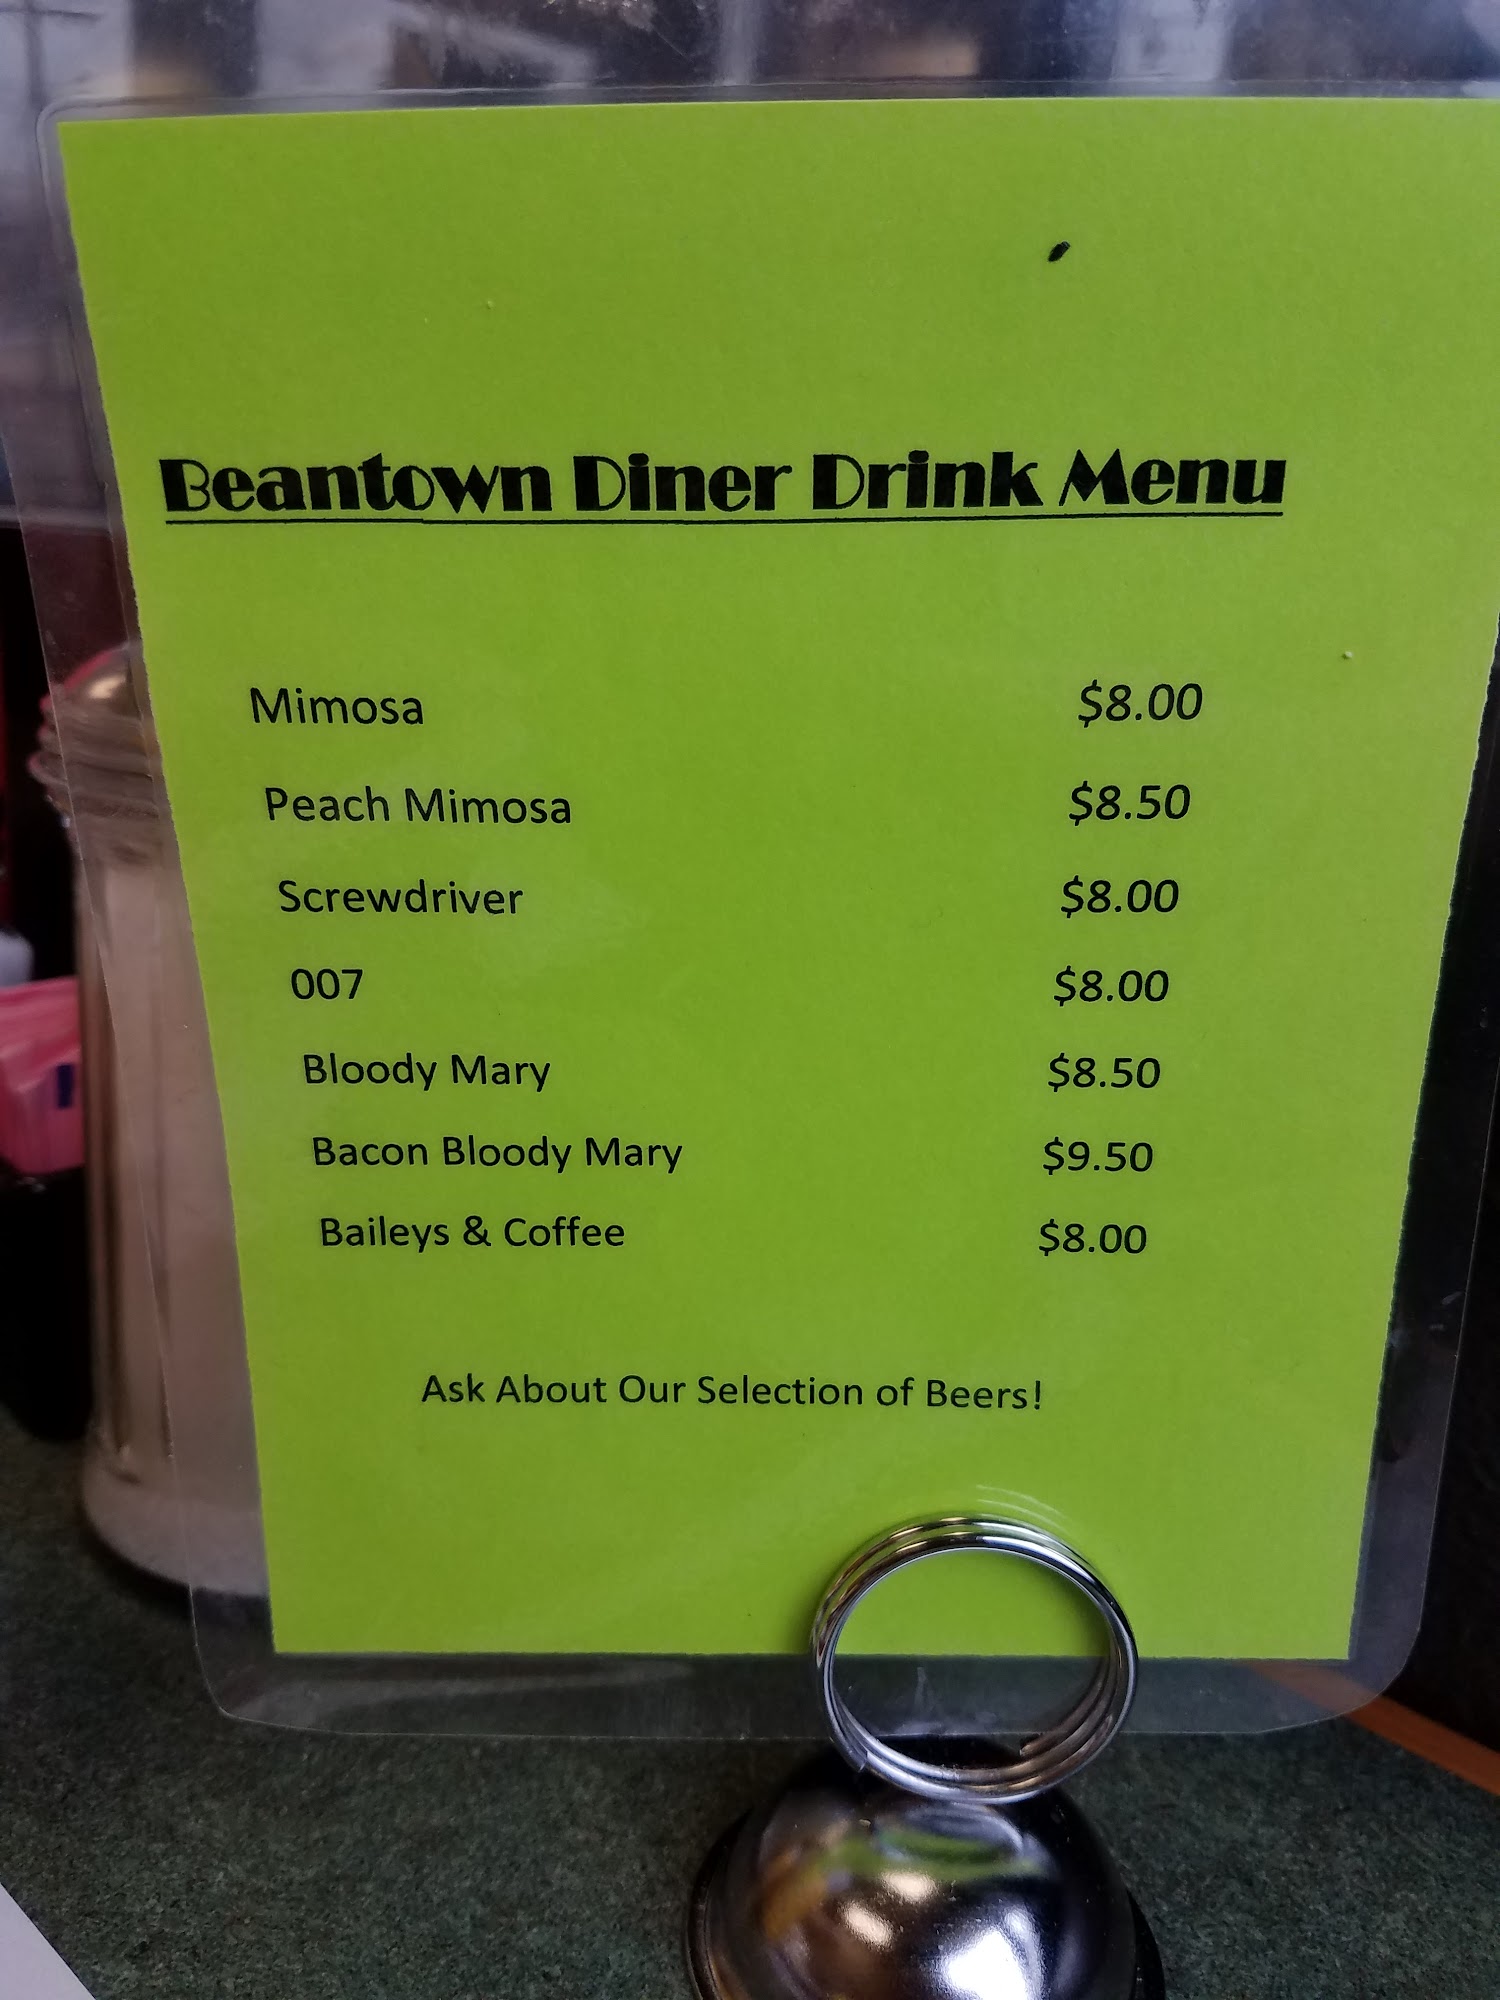 Beantown Diner Drink Menu
Mimosa $8.00
Peach Mimosa $8.50
Screwdriver $8.00
007 $8.00
Bloody Mary $8.50
Bacon Bloody Mary $9.50
Baileys & Coffee $8.00
Ask About Our Selection of Beers!